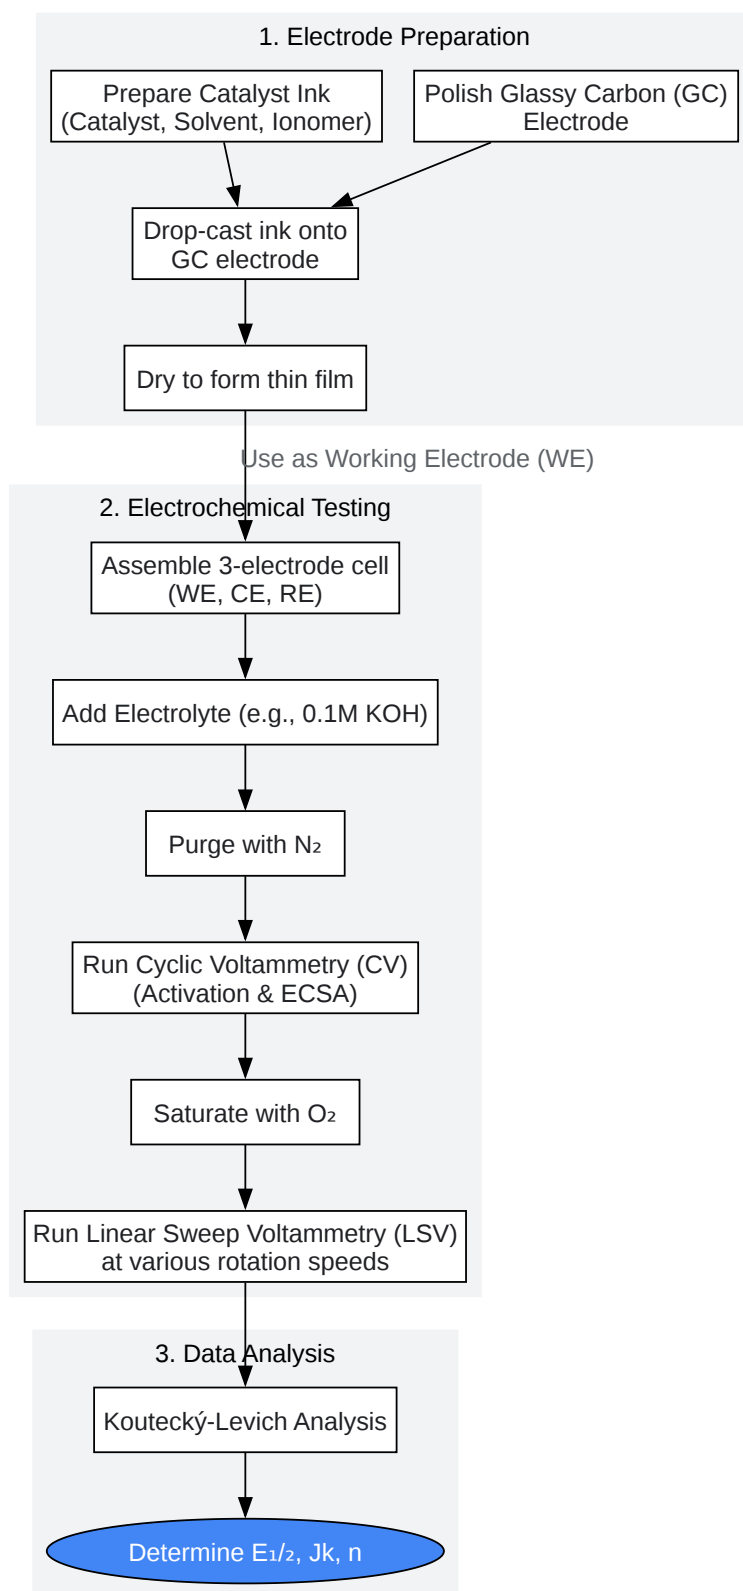 1. Electrode Preparation
Prepare Catalyst Ink
(Catalyst, Solvent, Ionomer)
Polish Glassy Carbon (GC)
Electrode
Drop-cast ink onto
GC electrode
Dry to form thin film
Use as Working Electrode (WE)
2. Electrochemical Testing
Assemble 3-electrode cell
(WE, CE, RE)
Add Electrolyte (e.g., 0.1M KOH)
Purge with N₂
Run Cyclic Voltammetry (CV)
(Activation & ECSA)
Saturate with O₂
Run Linear Sweep Voltammetry (LSV)
at various rotation speeds
3. Data Analysis
Koutecký-Levich Analysis
Determine E₁/₂, Jk, n